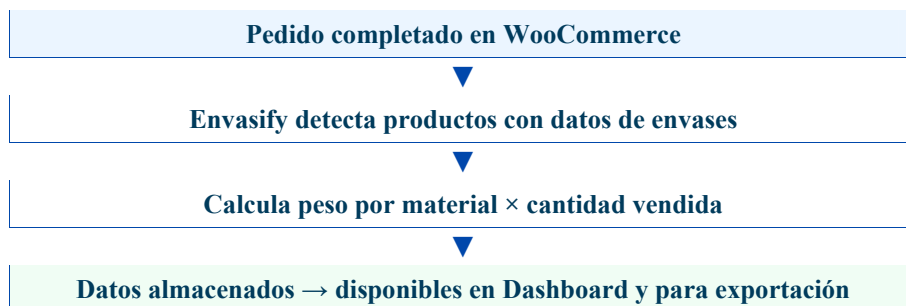 Pedido completado en WooCommerce
Envasify detecta productos con datos de envases
Calcula peso por material × cantidad vendida
Datos almacenados → disponibles en Dashboard y para exportación